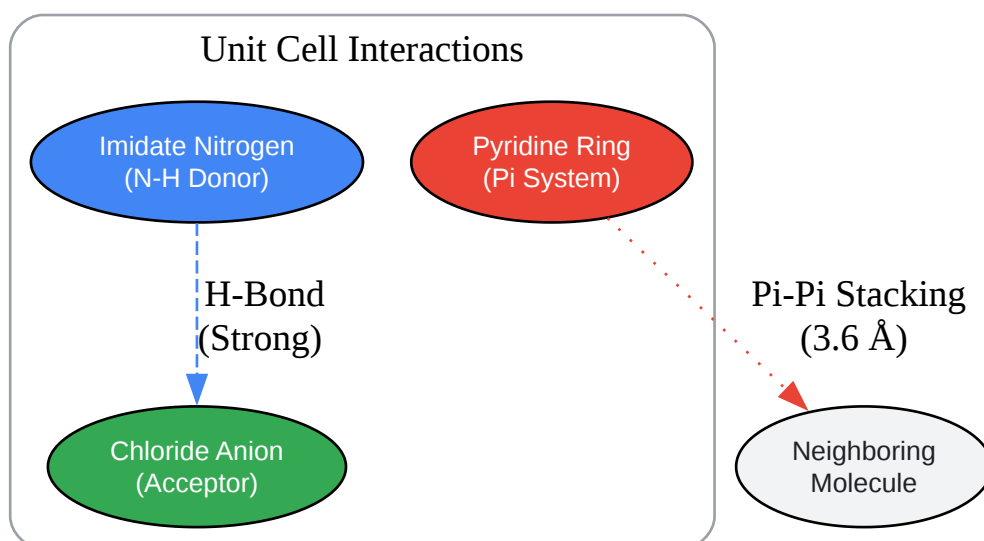 Unit Cell Interactions
Imidate Nitrogen
(N-H Donor)
Pyridine Ring
(Pi System)
H-Bond
(Strong)
Pi-Pi Stacking
(3.6 Å)
Chloride Anion
(Acceptor)
Neighboring
Molecule